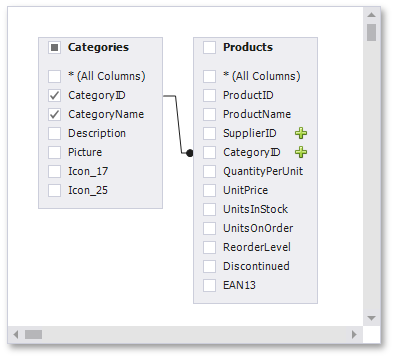 Categories
* (All Columns)
CategoryID
CategoryName
Description
Picture
Icon_17
Icon_25
Products
* (All Columns)
ProductID
ProductName
SupplierID
CategoryID
QuantityPerUnit
UnitPrice
UnitsInStock
UnitsOnOrder
ReorderLevel
Discontinued
EAN13